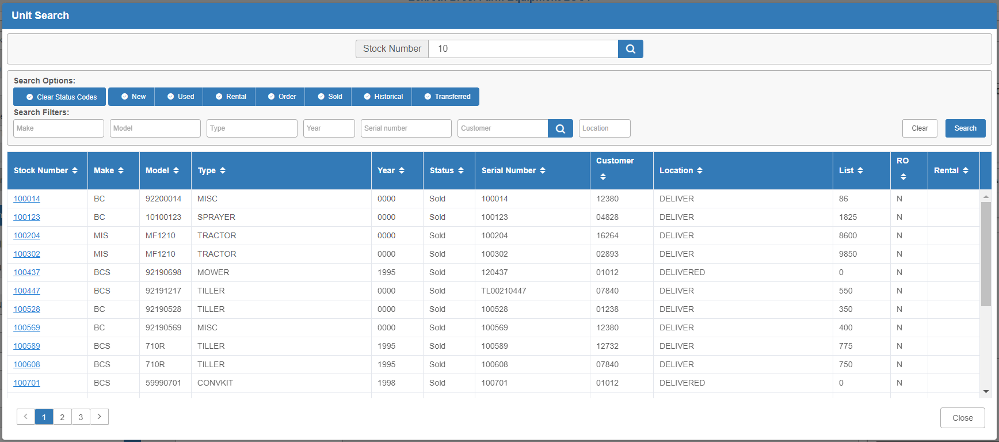 Unit Search
Stock Number 10
Search Options:
Clear Status Codes New Used Rental Order Sold Historical Transferred
Search Filters:
Make Model Type Year Serial number Customer Location Clear Search
Stock Number Make Model Type Year Status Serial Number Customer Location List RO Rental
100014 BC 92200014 MISC 0000 Sold 100014 12380 DELIVER 86 N
100123 BC 10100123 SPRAYER 0000 Sold 100123 04828 DELIVER 1825 N
100204 MIS MF1210 TRACTOR 0000 Sold 100204 16264 DELIVER 8600 N
100302 MIS MF1210 TRACTOR 0000 Sold 100302 02893 DELIVER 9850 N
100437 BCS 92190698 MOWER 1995 Sold 120437 01012 DELIVERED 0 N
100447 BCS 92191217 TILLER 0000 Sold TL00210447 07840 DELIVER 550 N
100528 BC 92190528 TILLER 0000 Sold 100528 01238 DELIVER 350 N
100569 BC 92190569 MISC 0000 Sold 100569 12380 DELIVER 400 N
100589 BCS 710R TILLER 1995 Sold 100589 12732 DELIVER 775 N
100608 BCS 710R TILLER 1995 Sold 100608 07840 DELIVER 750 N
100701 BCS 59990701 CONVKIT 1998 Sold 100701 01012 DELIVERED 0 N
< 1 2 3 >
Close